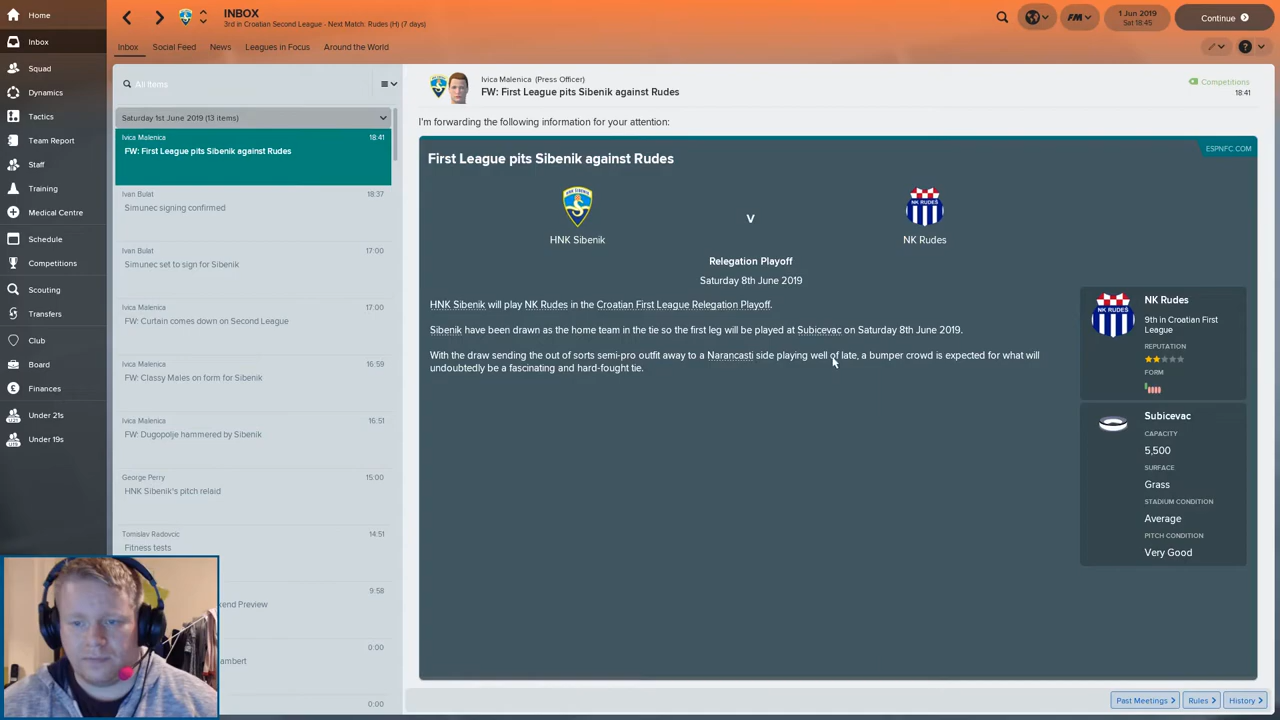 Home
Inbox
Squad
Dynamics
Tactics
Team Report
Staff
Training
Medical Centre
Schedule
Competitions
Scouting
Transfers
Club
Board
Finances
Under 21s
Under 19s
INBOX
3rd in Croatian Second League - Next Match: Rudes (H) (7 days)
FM
1 Jun 2019
Sat 18:45
Continue
Inbox
Social Feed
News
Leagues in Focus
Around the World
?
All Items
Saturday 1st June 2019 (13 items)
Ivica Malenica 18:41
FW: First League pits Sibenik against Rudes
Ivan Bulat 18:37
Simunec signing confirmed
Ivan Bulat 17:00
Simunec set to sign for Sibenik
Ivica Malenica 17:00
FW: Curtain comes down on Second League
Ivica Malenica 16:59
FW: Classy Males on form for Sibenik
Ivica Malenica 16:51
FW: Dugopolje hammered by Sibenik
George Perry 15:00
HNK Sibenik's pitch relaid
Tomislav Radovcic 14:51
Fitness tests
9:58
kend Preview
0:00
ambert
0:00
Ivica Malenica (Press Officer)
FW: First League pits Sibenik against Rudes
Competitions
18:41
I'm forwarding the following information for your attention:
First League pits Sibenik against Rudes
ESPNFC.COM
HNK Sibenik
V
NK RUDEŠ
NK Rudes
Relegation Playoff
Saturday 8th June 2019
HNK Sibenik will play NK Rudes in the Croatian First League Relegation Playoff.
Sibenik have been drawn as the home team in the tie so the first leg will be played at Subicevac on Saturday 8th June 2019.
With the draw sending the out of sorts semi-pro outfit away to a Narancasti side playing well of late, a bumper crowd is expected for what will
undoubtedly be a fascinating and hard-fought tie.
NK RUDEŠ
NK Rudes
9th in Croatian First
League
REPUTATION
FORM
Subicevac
CAPACITY
5,500
SURFACE
Grass
STADIUM CONDITION
Average
PITCH CONDITION
Very Good
Past Meetings
Rules
History